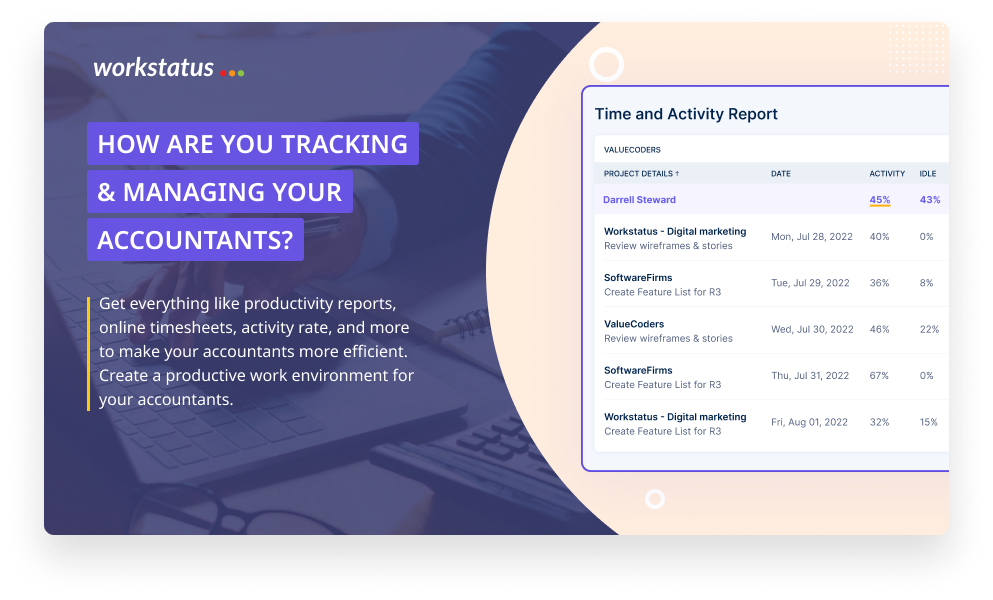 workstatus
HOW ARE YOU TRACKING
& MANAGING YOUR
ACCOUNTANTS?
Get everything like productivity reports,
online timesheets, activity rate, and more
to make your accountants more efficient.
Create a productive work environment for
your accountants.
Time and Activity Report
VALUECODERS
PROJECT DETAILS ↑ DATE ACTIVITY IDLE
Darrell Steward 45% 43%
Workstatus - Digital marketing
Review wireframes & stories Mon, Jul 28, 2022 40% 0%
SoftwareFirms
Create Feature List for R3 Tue, Jul 29, 2022 36% 8%
ValueCoders
Review wireframes & stories Wed, Jul 30, 2022 46% 22%
SoftwareFirms
Create Feature List for R3 Thu, Jul 31, 2022 67% 0%
Workstatus - Digital marketing
Create Feature List for R3 Fri, Aug 01, 2022 32% 15%